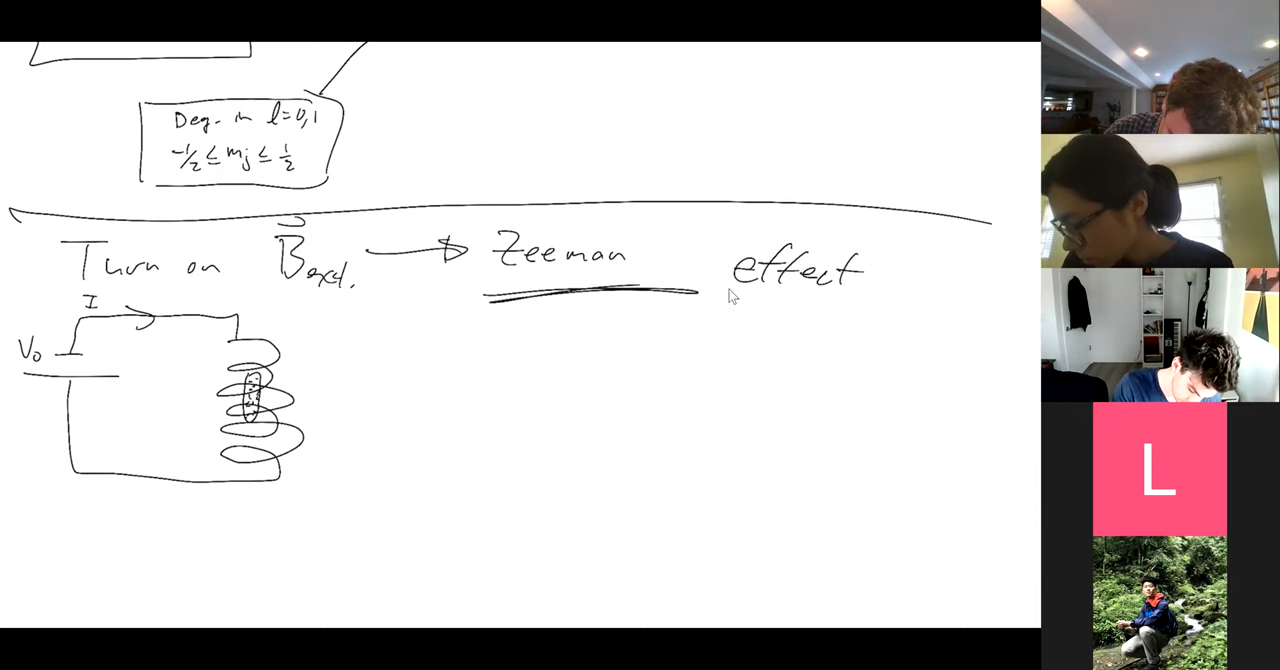 Deg. in l=0,1
-1/2 ≤ mj ≤ 1/2
Turn on B⃗ext. → Zeeman effect
I
V0
L